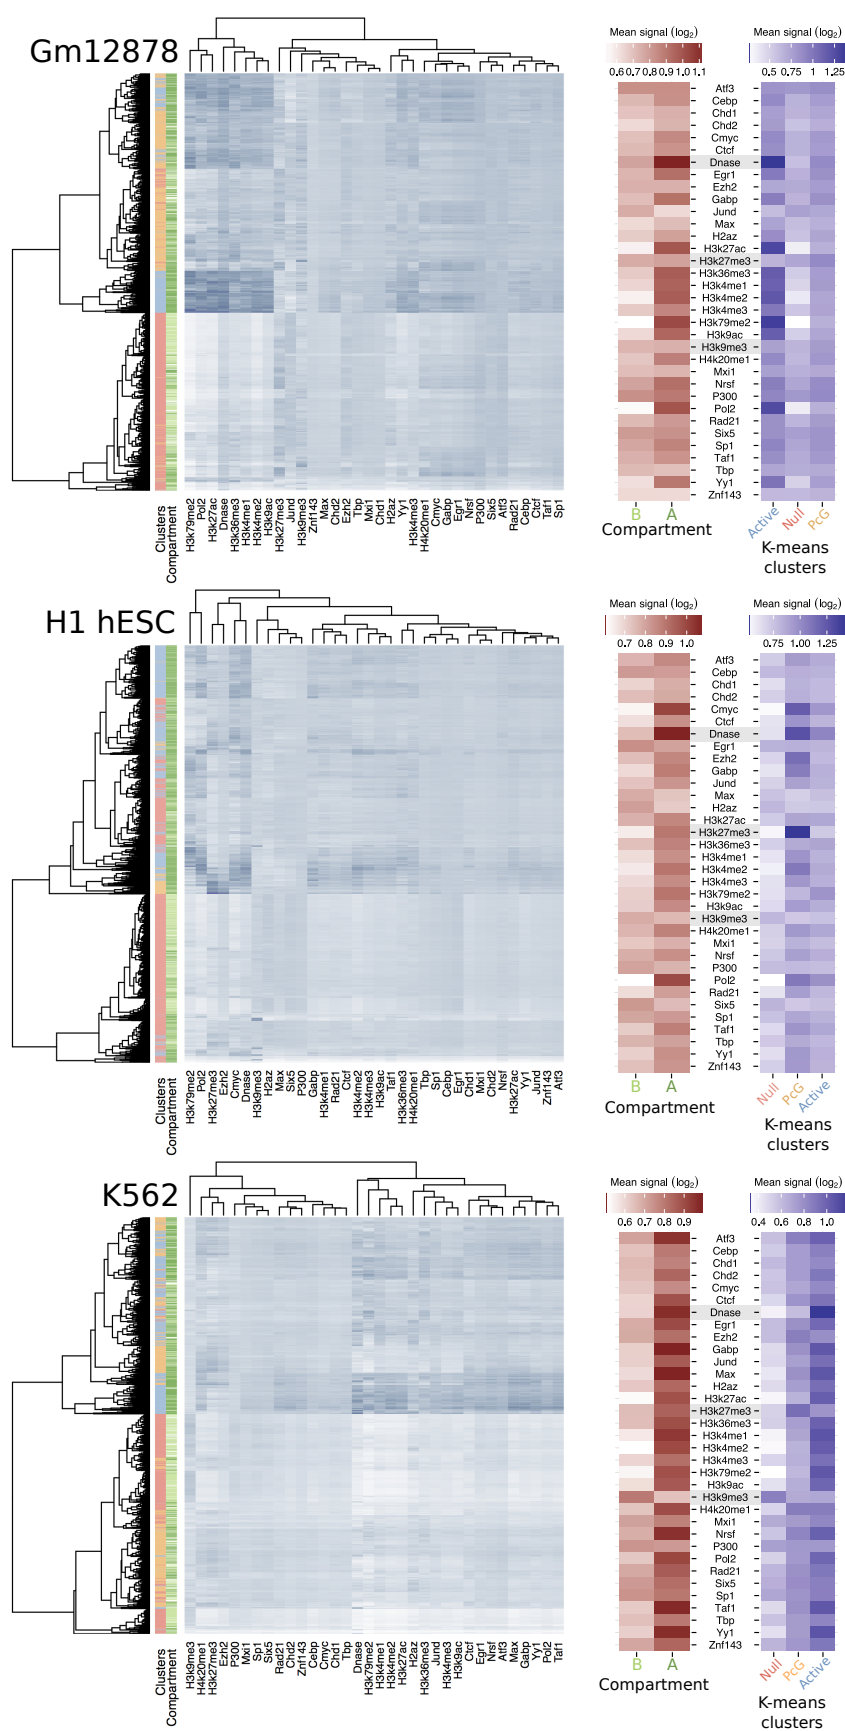 Gm12878
H3k79me2
Pol2
H3k27ac
Dnase
H3k36me3
H3k4me1
H3k4me2
H3k9ac
H3k27me3
Jund
H3k9me3
Znf143
Max
Chd2
Ezh2
Tbp
Mxi1
Chd1
H2az
Yy1
H3k4me3
H4k20me1
Cmyc
Gabp
Egr1
Nrsf
P300
Six5
Atf3
Rad21
Cebp
Ctcf
Taf1
Sp1
Clusters
Compartment
Mean signal (log2)
0.6 0.7 0.8 0.9 1.0 1.1
Mean signal (log2)
0.5 0.75 1 1.25
Atf3
Cebp
Chd1
Chd2
Cmyc
Ctcf
Dnase
Egr1
Ezh2
Gabp
Jund
Max
H2az
H3k27ac
H3k27me3
H3k36me3
H3k4me1
H3k4me2
H3k4me3
H3k79me2
H3k9ac
H3k9me3
H4k20me1
Mxi1
Nrsf
P300
Pol2
Rad21
Six5
Sp1
Taf1
Tbp
Yy1
Znf143
B A
Compartment
Active Null PcG
K-means
clusters
H1 hESC
H3k79me2
Pol2
H3k27me3
Ezh2
Cmyc
Dnase
H3k9me3
H2az
Max
Six5
P300
Gabp
H3k4me1
Rad21
Ctcf
H3k4me2
H3k4me3
H3k9ac
Taf1
H3k36me3
H4k20me1
Tbp
Sp1
Cebp
Egr1
Chd1
Mxi1
Chd2
Nrsf
H3k27ac
Yy1
Jund
Znf143
Atf3
Clusters
Compartment
Mean signal (log2)
0.7 0.8 0.9 1.0
Mean signal (log2)
0.75 1.00 1.25
Atf3
Cebp
Chd1
Chd2
Cmyc
Ctcf
Dnase
Egr1
Ezh2
Gabp
Jund
Max
H2az
H3k27ac
H3k27me3
H3k36me3
H3k4me1
H3k4me2
H3k4me3
H3k79me2
H3k9ac
H3k9me3
H4k20me1
Mxi1
Nrsf
P300
Pol2
Rad21
Six5
Sp1
Taf1
Tbp
Yy1
Znf143
B A
Compartment
Null PcG Active
K-means
clusters
K562
H3k9me3
H4k20me1
H3k27me3
Ezh2
P300
Mxi1
Sp1
Six5
Rad21
Chd2
Znf143
Cebp
Cmyc
Chd1
Tbp
Dnase
H3k79me2
H3k4me1
H3k4me2
H3k27ac
H2az
H3k36me3
Jund
H3k4me3
H3k9ac
Ctcf
Egr1
Nrsf
Atf3
Max
Gabp
Yy1
Pol2
Taf1
Clusters
Compartment
Mean signal (log2)
0.6 0.7 0.8 0.9
Mean signal (log2)
0.4 0.6 0.8 1.0
Atf3
Cebp
Chd1
Chd2
Cmyc
Ctcf
Dnase
Egr1
Ezh2
Gabp
Jund
Max
H2az
H3k27ac
H3k27me3
H3k36me3
H3k4me1
H3k4me2
H3k4me3
H3k79me2
H3k9ac
H3k9me3
H4k20me1
Mxi1
Nrsf
P300
Pol2
Rad21
Six5
Sp1
Taf1
Tbp
Yy1
Znf143
B A
Compartment
Null PcG Active
K-means
clusters